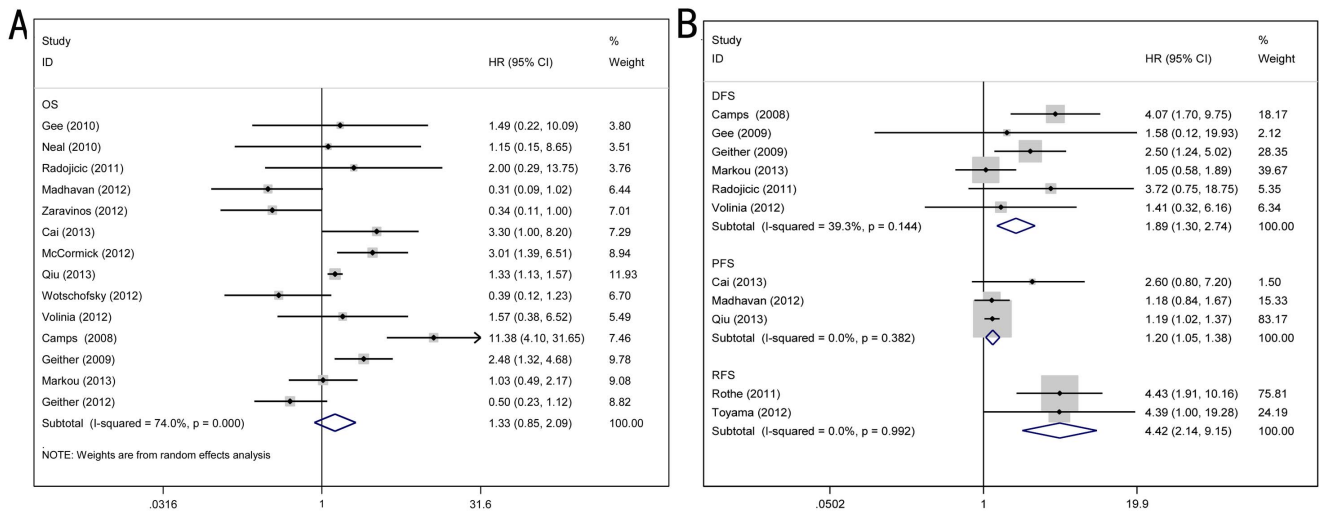 A
Study %
ID HR (95% CI) Weight
OS
Gee (2010) 1.49 (0.22, 10.09) 3.80
Neal (2010) 1.15 (0.15, 8.65) 3.51
Radojicic (2011) 2.00 (0.29, 13.75) 3.76
Madhavan (2012) 0.31 (0.09, 1.02) 6.44
Zaravinos (2012) 0.34 (0.11, 1.00) 7.01
Cai (2013) 3.30 (1.00, 8.20) 7.29
McCormick (2012) 3.01 (1.39, 6.51) 8.94
Qiu (2013) 1.33 (1.13, 1.57) 11.93
Wotschofsky (2012) 0.39 (0.12, 1.23) 6.70
Volinia (2012) 1.57 (0.38, 6.52) 5.49
Camps (2008) 11.38 (4.10, 31.65) 7.46
Geither (2009) 2.48 (1.32, 4.68) 9.78
Markou (2013) 1.03 (0.49, 2.17) 9.08
Geither (2012) 0.50 (0.23, 1.12) 8.82
Subtotal (I-squared = 74.0%, p = 0.000) 1.33 (0.85, 2.09) 100.00
.
NOTE: Weights are from random effects analysis
.0316 1 31.6
B
Study %
ID HR (95% CI) Weight
DFS
Camps (2008) 4.07 (1.70, 9.75) 18.17
Gee (2009) 1.58 (0.12, 19.93) 2.12
Geither (2009) 2.50 (1.24, 5.02) 28.35
Markou (2013) 1.05 (0.58, 1.89) 39.67
Radojicic (2011) 3.72 (0.75, 18.75) 5.35
Volinia (2012) 1.41 (0.32, 6.16) 6.34
Subtotal (I-squared = 39.3%, p = 0.144) 1.89 (1.30, 2.74) 100.00
PFS
Cai (2013) 2.60 (0.80, 7.20) 1.50
Madhavan (2012) 1.18 (0.84, 1.67) 15.33
Qiu (2013) 1.19 (1.02, 1.37) 83.17
Subtotal (I-squared = 0.0%, p = 0.382) 1.20 (1.05, 1.38) 100.00
RFS
Rothe (2011) 4.43 (1.91, 10.16) 75.81
Toyama (2012) 4.39 (1.00, 19.28) 24.19
Subtotal (I-squared = 0.0%, p = 0.992) 4.42 (2.14, 9.15) 100.00
.0502 1 19.9